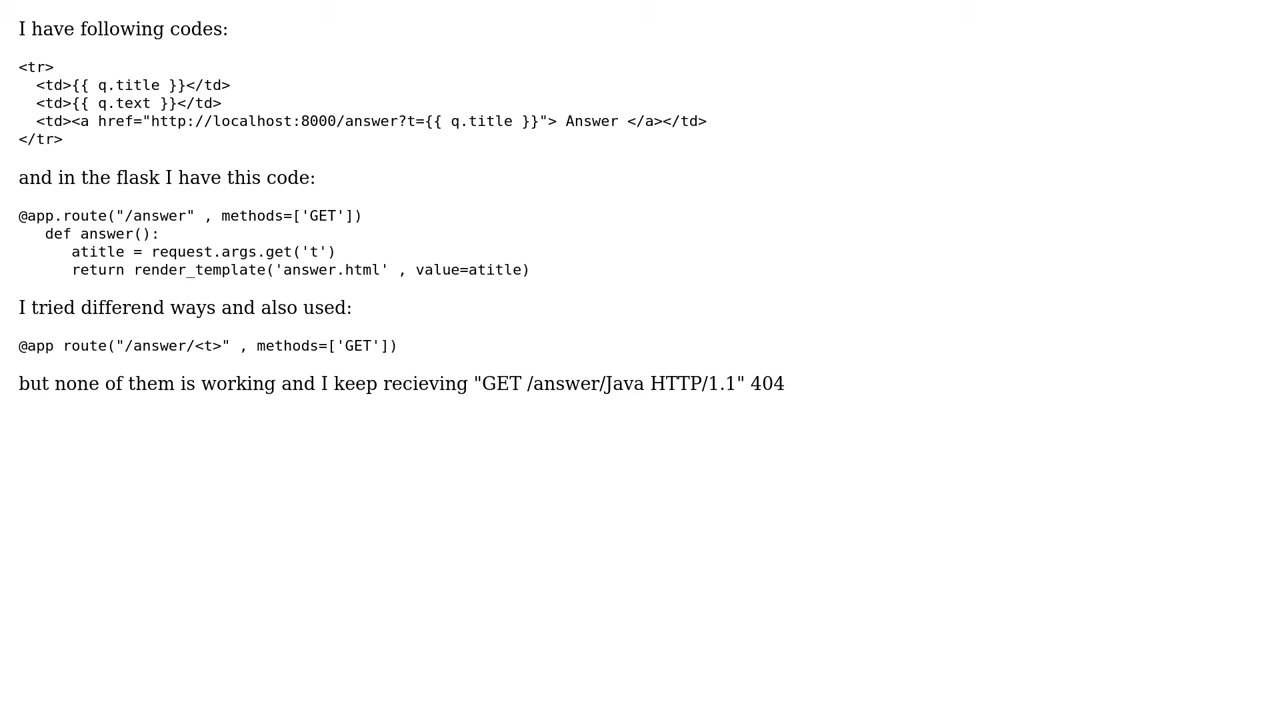 I have following codes:
<tr>
  <td>{{ q.title }}</td>
  <td>{{ q.text }}</td>
  <td><a href="http://localhost:8000/answer?t={{ q.title }}"> Answer </a></td>
</tr>
and in the flask I have this code:
@app.route("/answer" , methods=['GET'])
   def answer():
      atitle = request.args.get('t')
      return render_template('answer.html' , value=atitle)
I tried differend ways and also used:
@app route("/answer/<t>" , methods=['GET'])
but none of them is working and I keep recieving "GET /answer/Java HTTP/1.1" 404